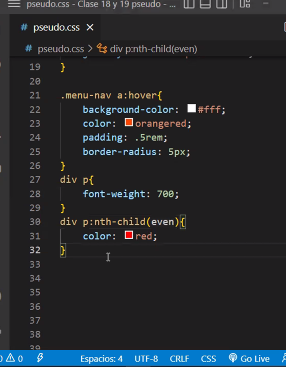 pseudo.css - Clase 18 y 19 pseudo - ...
pseudo.css ×
pseudo.css > div p:nth-child(even)
19 }
20
21 .menu-nav a:hover{
22 background-color: #fff;
23 color: orangered;
24 padding: .5rem;
25 border-radius: 5px;
26 }
27 div p{
28 font-weight: 700;
29 }
30 div p:nth-child(even){
31 color: red;
32 }
33
34
35
36
37
38
39
0 0 Espacios: 4 UTF-8 CRLF CSS Go Live